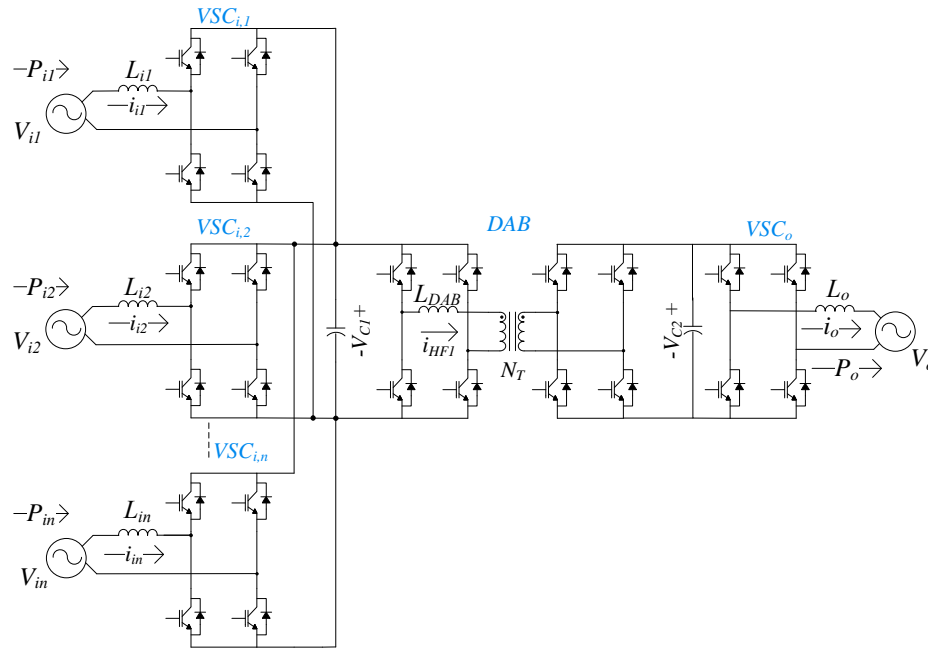 VSCi,1
Pi1
Li1
ii1
Vi1
VSCi,2
DAB
VSCo
Pi2
Li2
ii2
Vi2
-VC1+
LDAB
iHF1
NT
-VC2+
Lo
io
Po
VSCi,n
Pin
Lin
iin
Vin